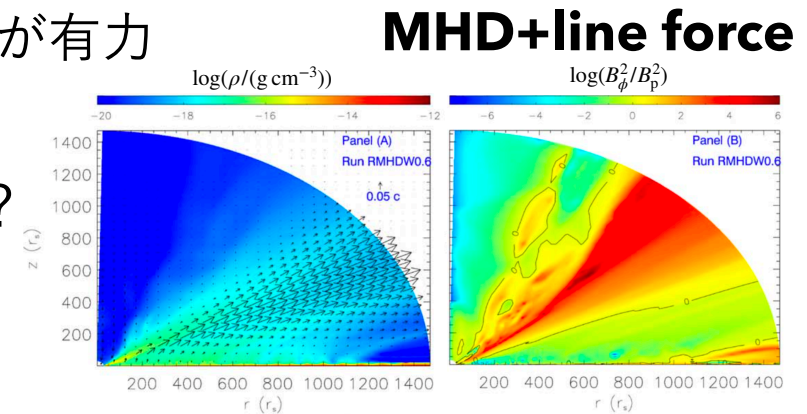 が有力
MHD+line force
?
log(ρ/(g cm⁻³))
−20 −18 −16 −14 −12
1400
1200
1000
800
600
400
200
z (rₛ)
Panel (A)
Run RMHDW0.6
0.05 c
200 400 600 800 1000 1200 1400
r (rₛ)
log(B_ϕ²/B_p²)
−6 −4 −2 0 2 4 6
Panel (B)
Run RMHDW0.6
0
0
200 400 600 800 1000 1200 1400
r (rₛ)